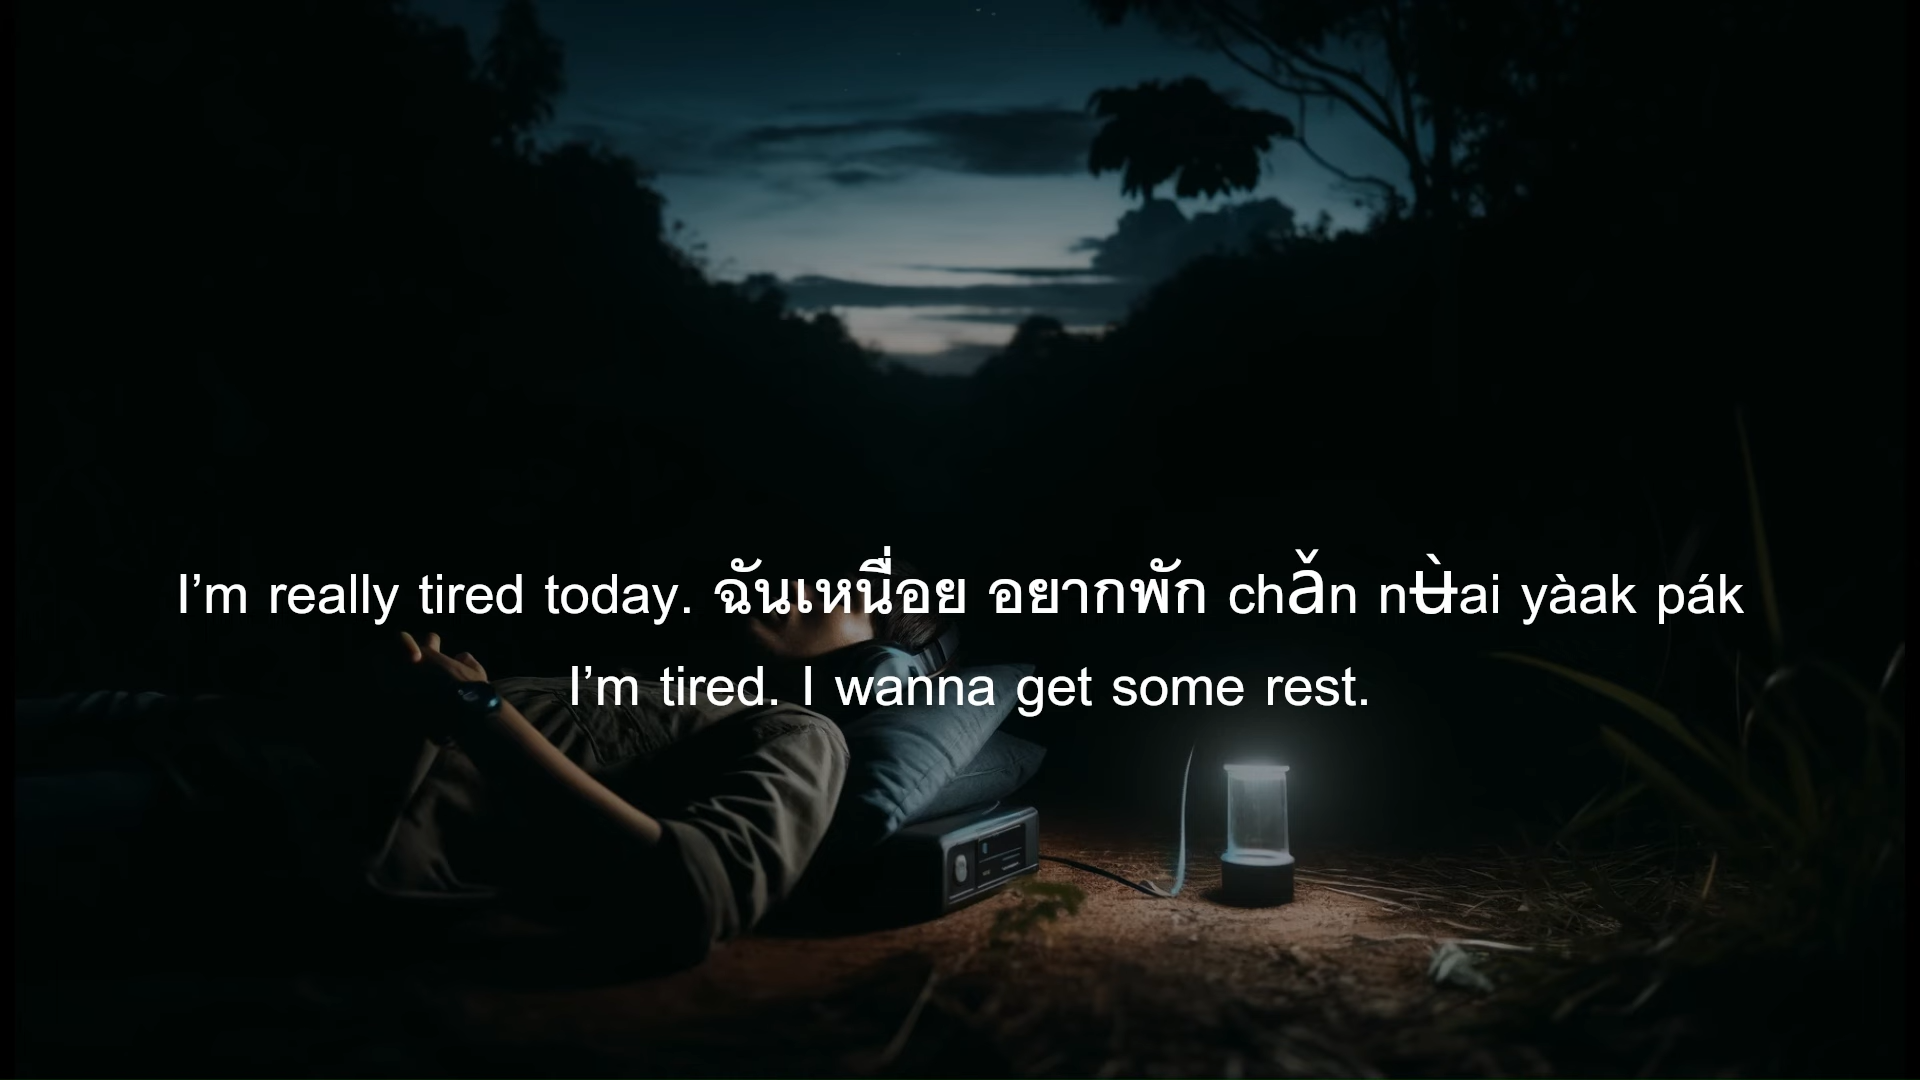 I’m really tired today. ฉันเหนื่อย อยากพัก chǎn nʉ̀ai yàak pák
I’m tired. I wanna get some rest.